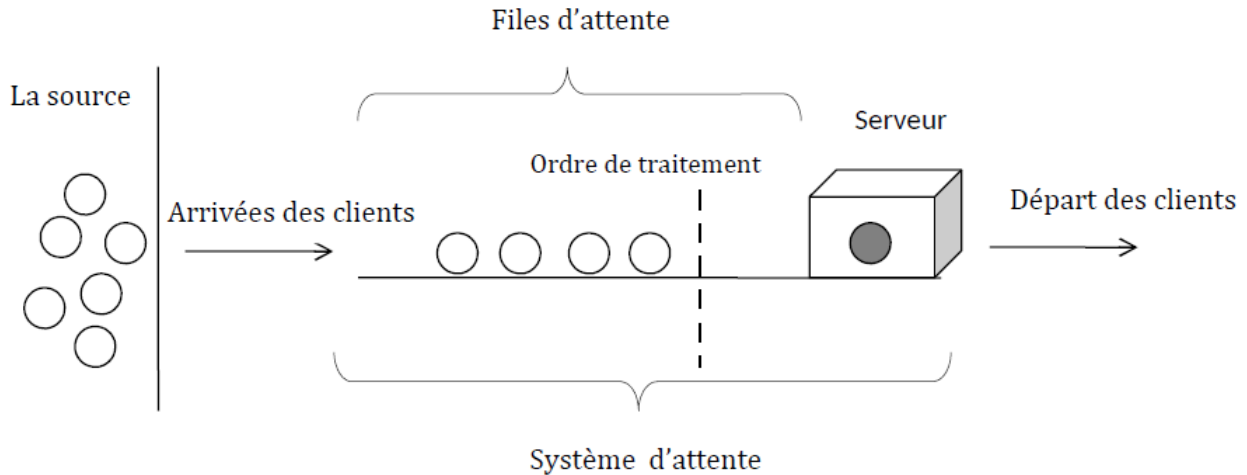 Files d'attente
La source
Serveur
Ordre de traitement
Arrivées des clients
Départ des clients
Système d'attente